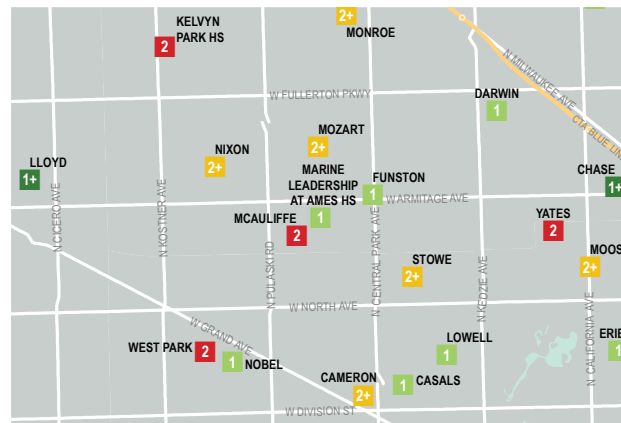 KELVYN
PARK HS
2
2+
MONROE
N MILWAUKEE AVE
W FULLERTON PKWY
DARWIN
1
CTA BLUE LIN
MOZART
2+
NIXON
2+
LLOYD
1+
MARINE
LEADERSHIP
AT AMES HS
1
FUNSTON
1
CHASE
1+
W ARMITAGE AVE
MCAULIFFE
2
YATES
2
N CICERO AVE
N KOSTNER AVE
N PULASKI RD
N CENTRAL PARK AVE
N KEDZIE AVE
N CALIFORNIA AVE
STOWE
2+
MOOS
2+
W NORTH AVE
W GRAND AVE
WEST PARK
2
1
NOBEL
LOWELL
1
ERIE
1
CAMERON
2+
1
CASALS
W DIVISION ST